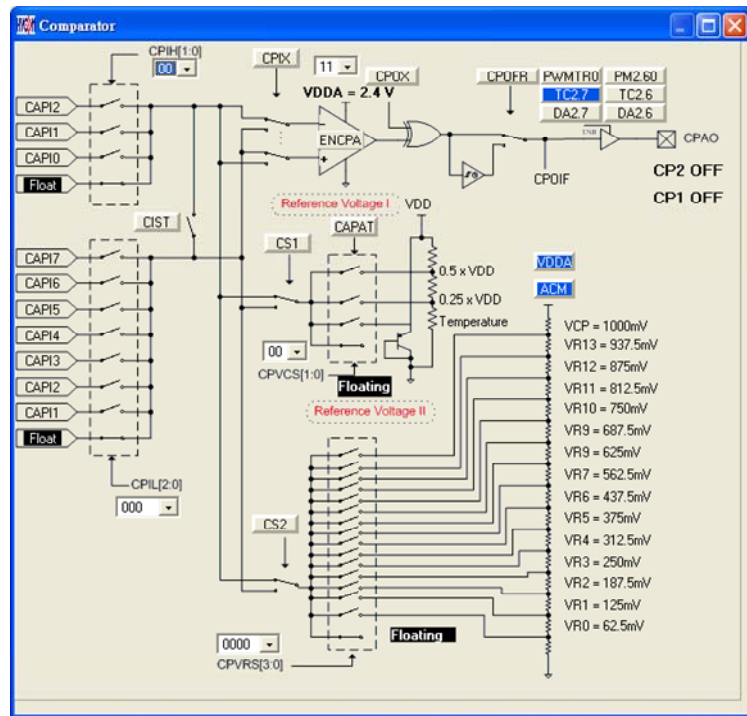 Comparator
CPIH[1:0]
00
CPIX
11
CPOX
VDDA = 2.4 V
CPOFR
PWMTR0
PM2.60
TC2.7
TC2.6
DA2.7
DA2.6
CAPI2
CAPI1
CAPI0
Float
ENCPA
CPOIF
CPAO
CP2 OFF
CP1 OFF
CIST
Reference Voltage I
VDD
CAPAT
CS1
CAPI7
CAPI6
CAPI5
CAPI4
CAPI3
CAPI2
CAPI1
Float
0.5 x VDD
0.25 x VDD
Temperature
00
CPVCS[1:0]
Floating
Reference Voltage II
VDDA
ACM
VCP = 1000mV
VR13 = 937.5mV
VR12 = 875mV
VR11 = 812.5mV
VR10 = 750mV
VR9 = 687.5mV
VR9 = 625mV
VR7 = 562.5mV
VR6 = 437.5mV
VR5 = 375mV
VR4 = 312.5mV
VR3 = 250mV
VR2 = 187.5mV
VR1 = 125mV
VR0 = 62.5mV
CPIL[2:0]
000
CS2
0000
CPVRS[3:0]
Floating